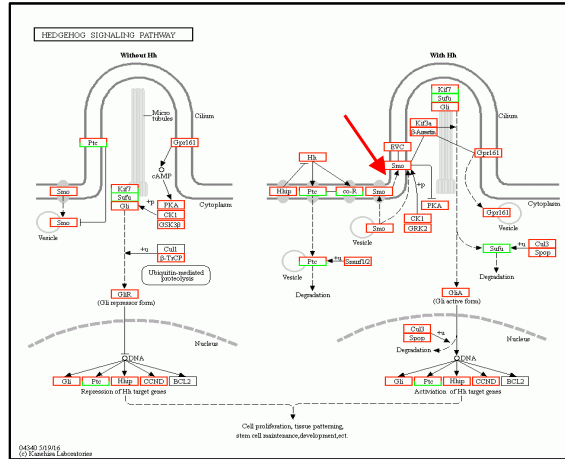 HEDGEHOG SIGNALING PATHWAY
Without Hh
With Hh
Micro
tubules
Cilium
Ptc
Gpr161
cAMP
Smo
Kif7
Sufu
Gli
PKA
CK1
GSK3β
+p
Cytoplasm
Smo
Vesicle
+u
Cul1
β-TrCP
Ubiquitin-mediated
proteolysis
GliR
(Gli repressor form)
Nucleus
DNA
Gli
Ptc
Hhip
CCND
BCL2
Repression of Hh target genes
Kif7
Sufu
Gli
Cilium
Kif3a
β-Arrestin
EVC
Gpr161
Hh
Smo
Hhip
Ptc
co-R
Smo
+p
PKA
CK1
GRK2
Smo
Vesicle
Gpr161
Cytoplasm
Vesicle
Ptc
+u
Smurf1/2
Vesicle
Degradation
Sufu
+u
Cul3
Spop
Degradation
GliA
(Gli active form)
Cul3
Spop
+u
Degradation
Nucleus
DNA
Gli
Ptc
Hhip
CCND
BCL2
Activiation of Hh target genes
Cell proliferation, tissue patterning,
stem cell maintenance,development,ect.
04340 5/19/16
(c) Kanehisa Laboratories